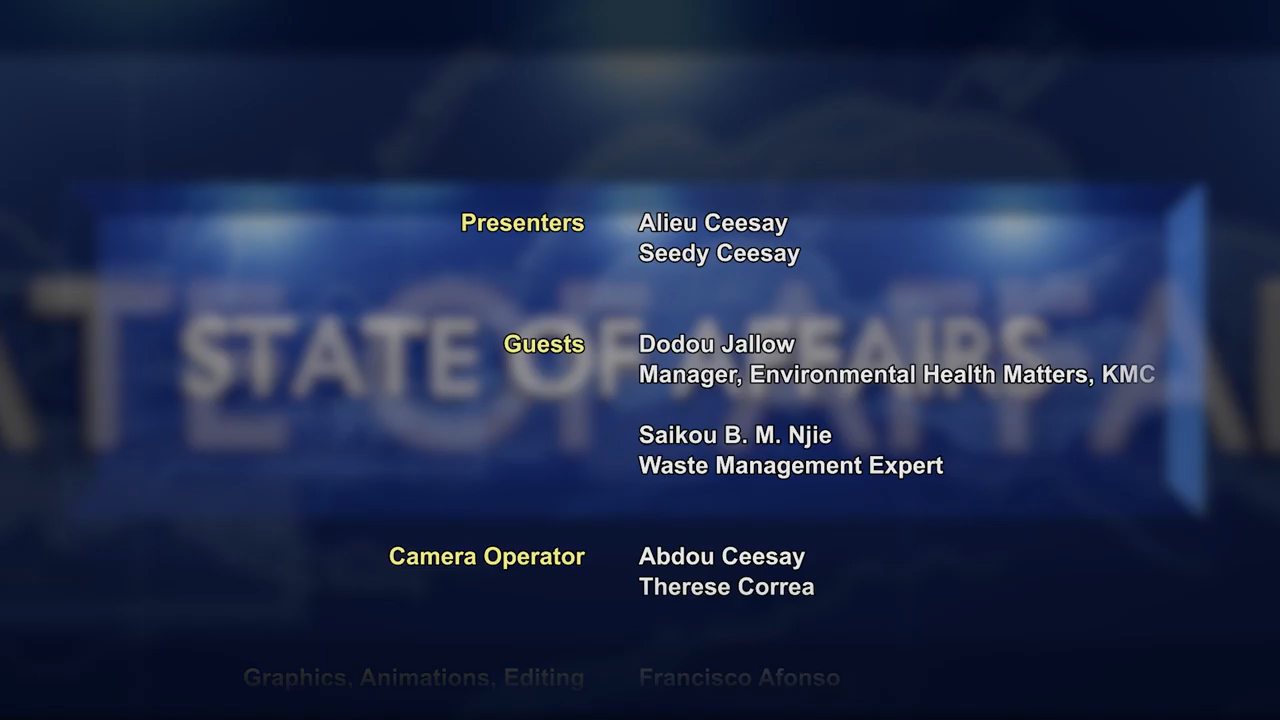 STATE OF AFFAIRS
Presenters Alieu Ceesay
Seedy Ceesay
Guests Dodou Jallow
Manager, Environmental Health Matters, KMC
Saikou B. M. Njie
Waste Management Expert
Camera Operator Abdou Ceesay
Therese Correa
Graphics, Animations, Editing Francisco Afonso